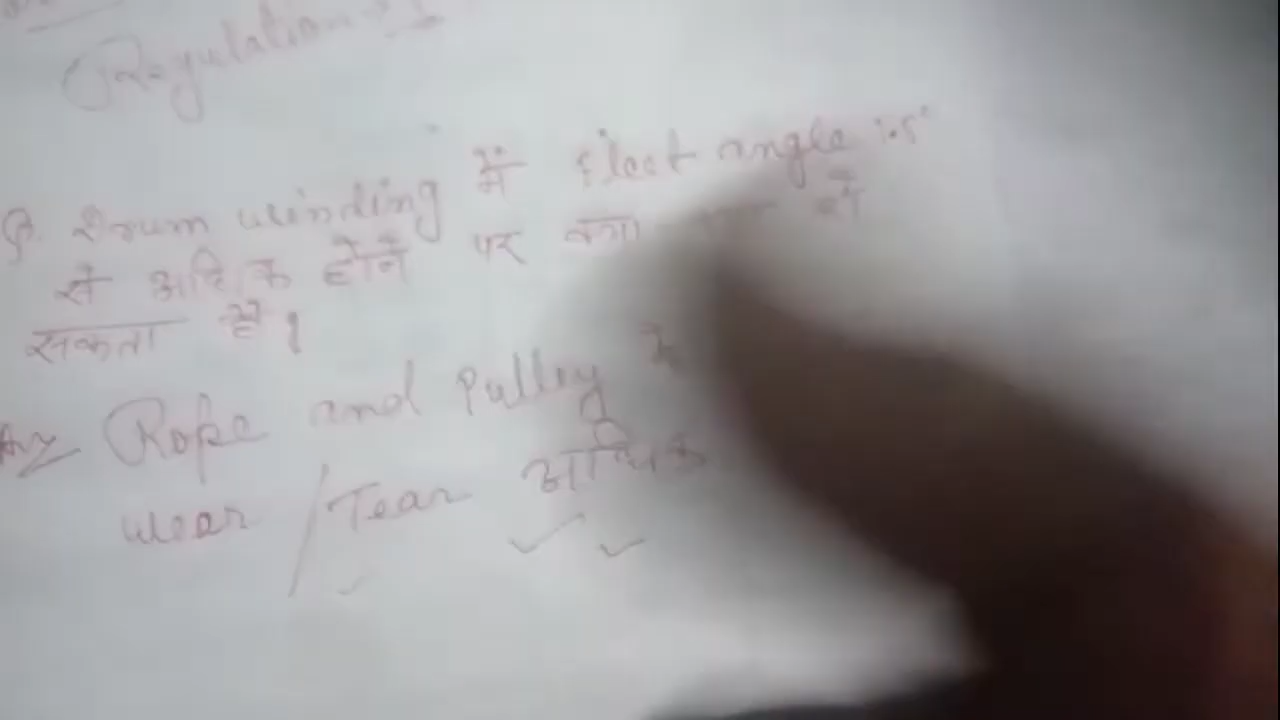 Regulation
Q. Drum winding में fleet angle 1.5°
से अधिक होने पर क्या हो
सकता है।
Ans Rope and Pulley के
wear / Tear अधिक